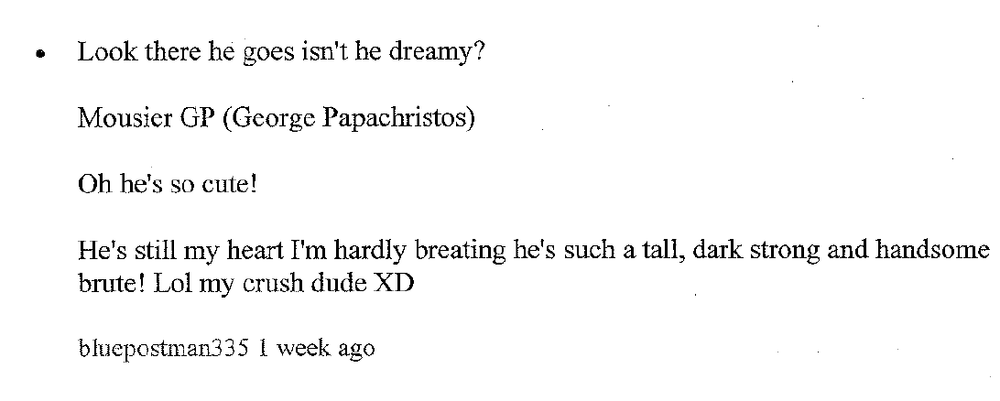 • Look there he goes isn't he dreamy?
Mousier GP (George Papachristos)
Oh he's so cute!
He's still my heart I'm hardly breating he's such a tall, dark strong and handsome
brute! Lol my crush dude XD
bluepostman335 1 week ago